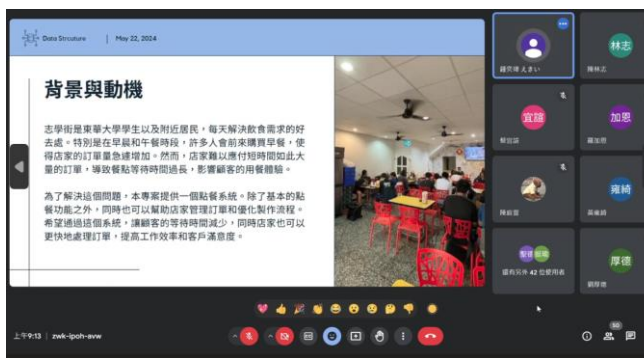 Data Strcuture | May 22, 2024
背景與動機
志學街是東華大學學生以及附近居民，每天解決飲食需求的好
去處。特別是在早晨和午餐時段，許多人會前來購買早餐，使
得店家的訂單量急遽增加。然而，店家難以應付短時間如此大
量的訂單，導致餐點等待時間過長，影響顧客的用餐體驗。
為了解決這個問題，本專案提供一個點餐系統。除了基本的點
餐功能之外，同時也可以幫助店家管理訂單和優化製作流程。
希望通過這個系統，讓顧客的等待時間減少，同時店家也可以
更快地處理訂單，提高工作效率和客戶滿意度。
林志
宜諠
加恩
雍綺
還有另外 42 位使用者
厚德
上午9:13 | zwk-ipoh-avw
50